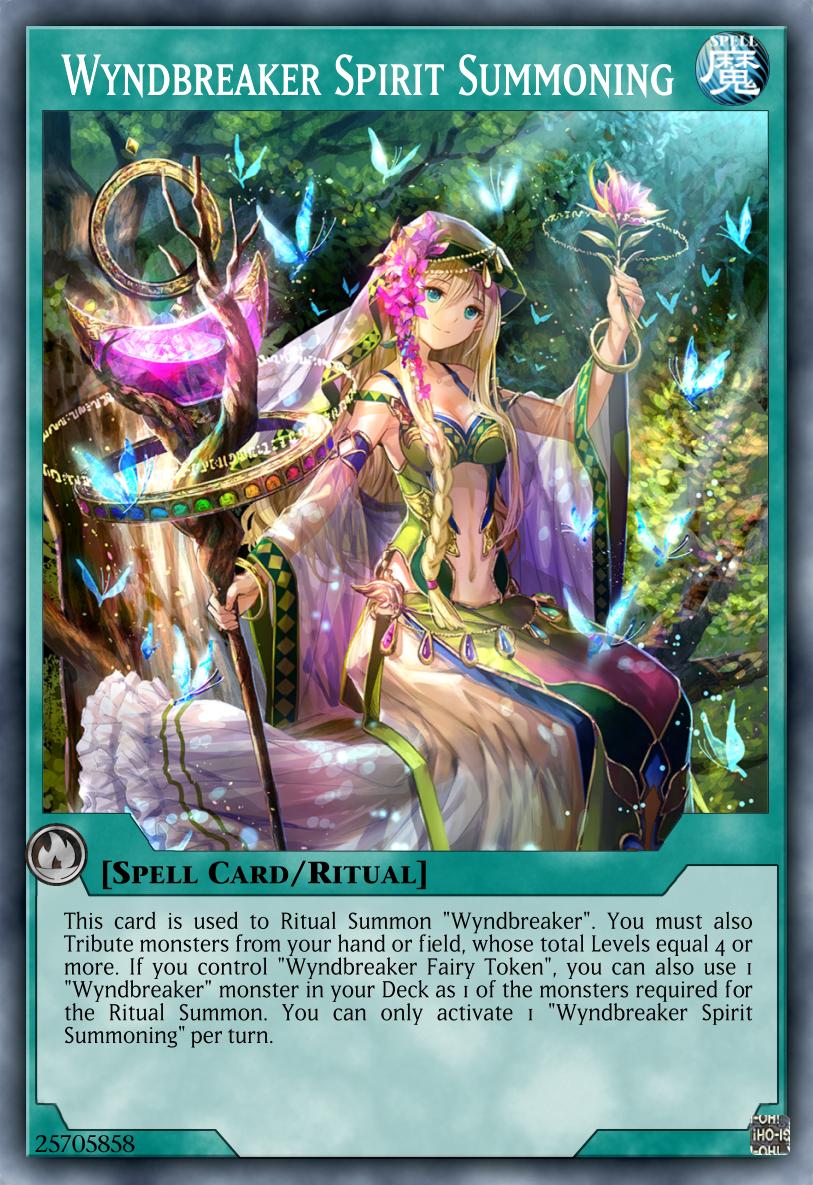 WYNDBREAKER SPIRIT SUMMONING
SPELL
魔
[SPELL CARD/RITUAL]
This card is used to Ritual Summon "Wyndbreaker". You must also
Tribute monsters from your hand or field, whose total Levels equal 4 or
more. If you control "Wyndbreaker Fairy Token", you can also use 1
"Wyndbreaker" monster in your Deck as 1 of the monsters required for
the Ritual Summon. You can only activate 1 "Wyndbreaker Spirit
Summoning" per turn.
25705858
-OH!
-OH!